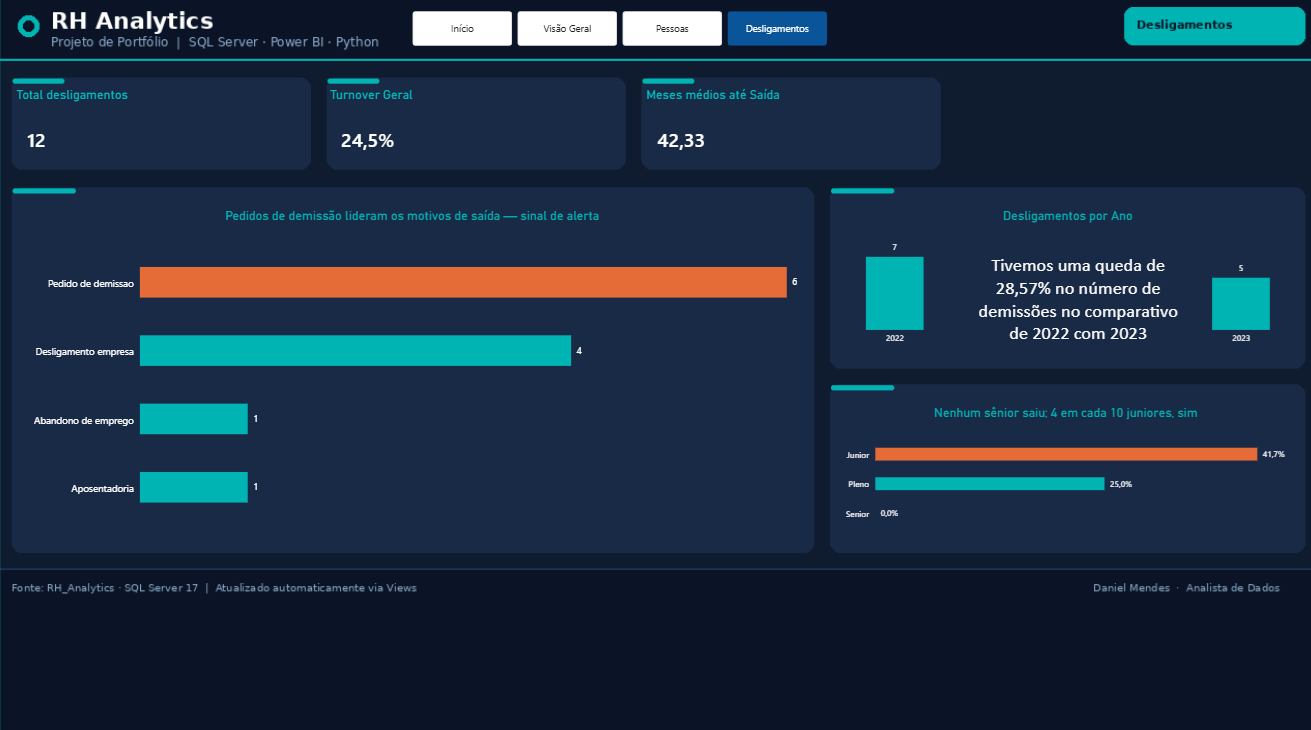 RH Analytics
Projeto de Portfólio | SQL Server · Power BI · Python
Início
Visão Geral
Pessoas
Desligamentos
Desligamentos
Total desligamentos
12
Turnover Geral
24,5%
Meses médios até Saída
42,33
Pedidos de demissão lideram os motivos de saída — sinal de alerta
Pedido de demissao
6
Desligamento empresa
4
Abandono de emprego
1
Aposentadoria
1
Desligamentos por Ano
7
2022
Tivemos uma queda de
28,57% no número de
demissões no comparativo
de 2022 com 2023
5
2023
Nenhum sênior saiu; 4 em cada 10 juniores, sim
Junior
41,7%
Pleno
25,0%
Senior
0,0%
Fonte: RH_Analytics · SQL Server 17 | Atualizado automaticamente via Views
Daniel Mendes · Analista de Dados